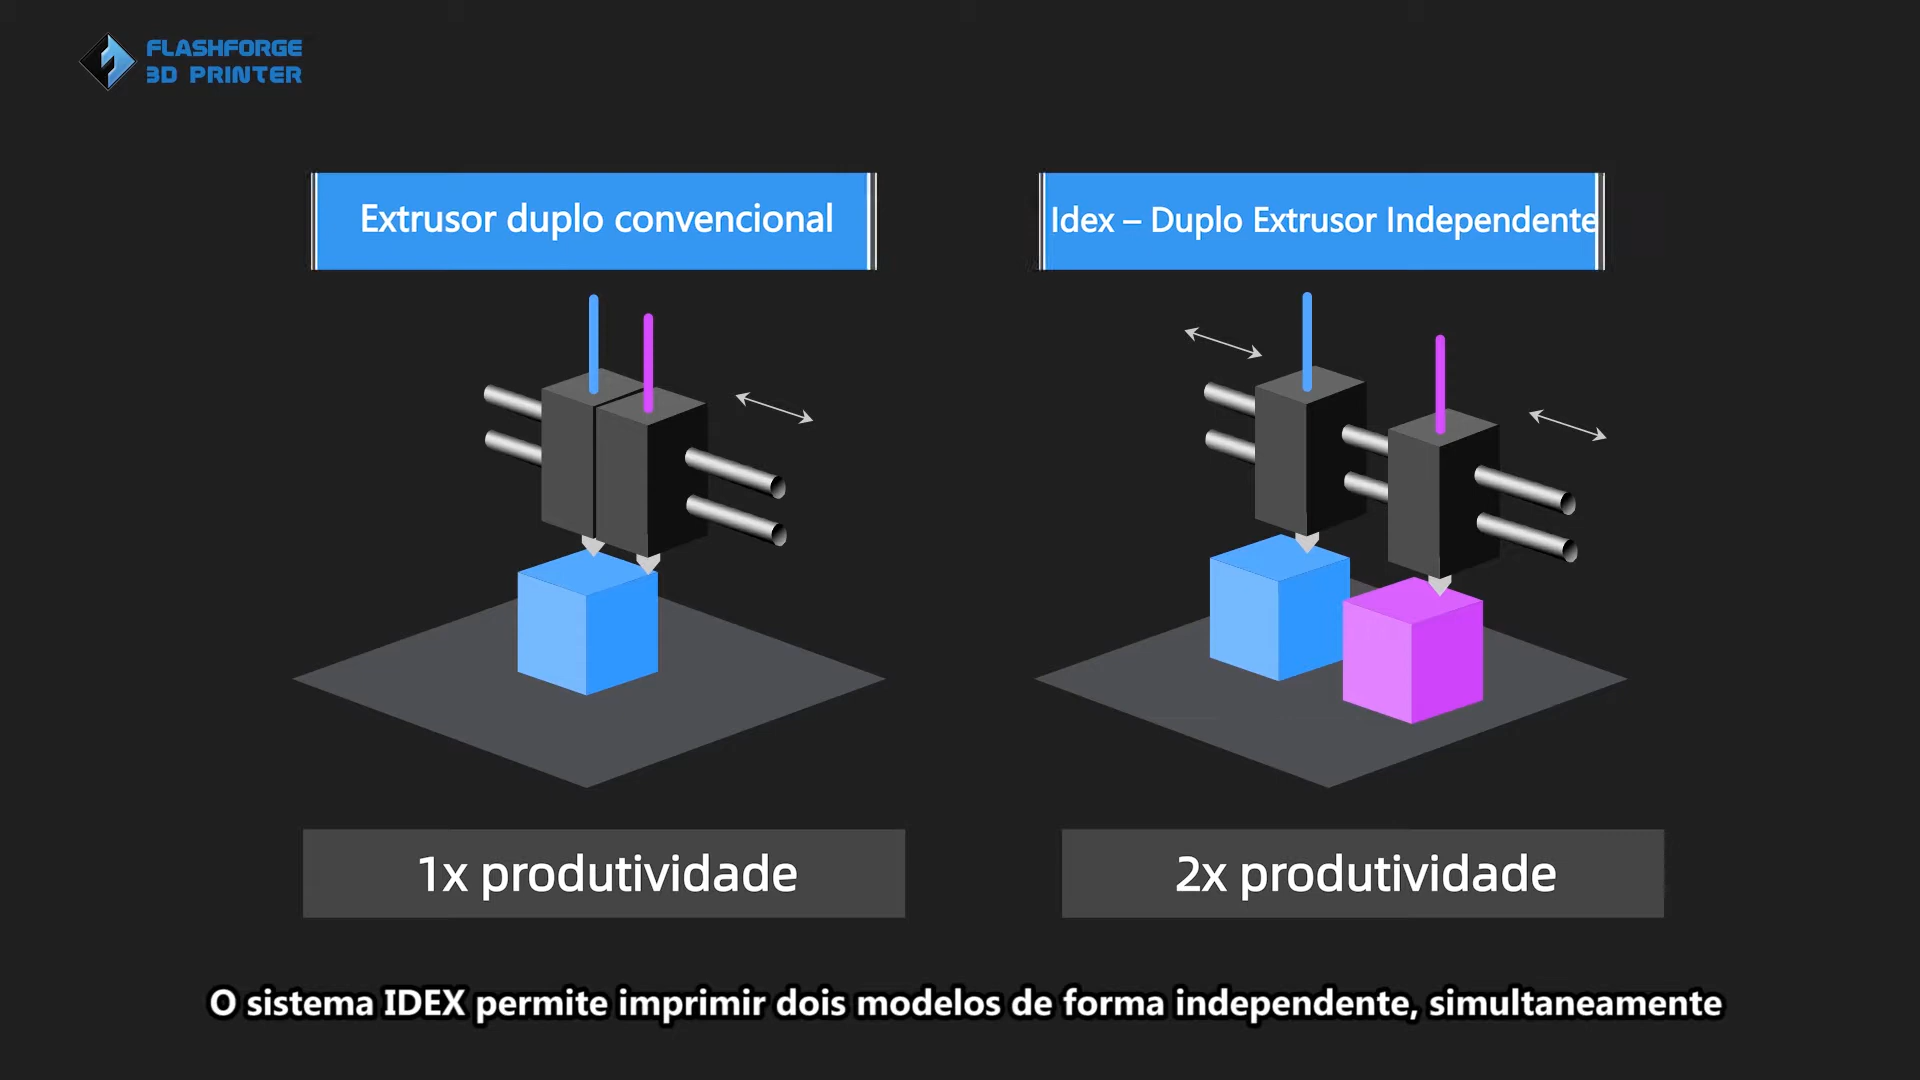 FLASHFORGE
3D PRINTER
Extrusor duplo convencional
Idex – Duplo Extrusor Independente
1x produtividade
2x produtividade
O sistema IDEX permite imprimir dois modelos de forma independente, simultaneamente